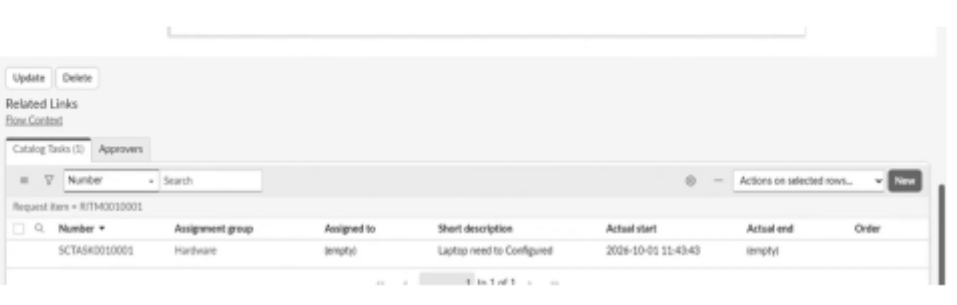 Update Delete
Related Links
Flow Context
Catalog Tasks (1) Approvers
Number Search Actions on selected rows... New
Request item = RITM0010001
Number Assignment group Assigned to Short description Actual start Actual end Order
SCTASK0010001 Hardware (empty) Laptop need to Configured 2026-10-01 11:43:43 (empty)
1 to 1 of 1